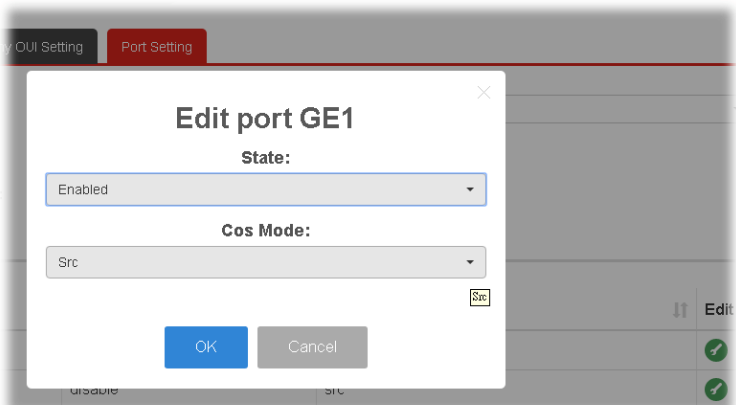 OUI Setting
Port Setting
Edit port GE1
State:
Enabled
Cos Mode:
Src
Src
Edit
OK
Cancel
disable
src